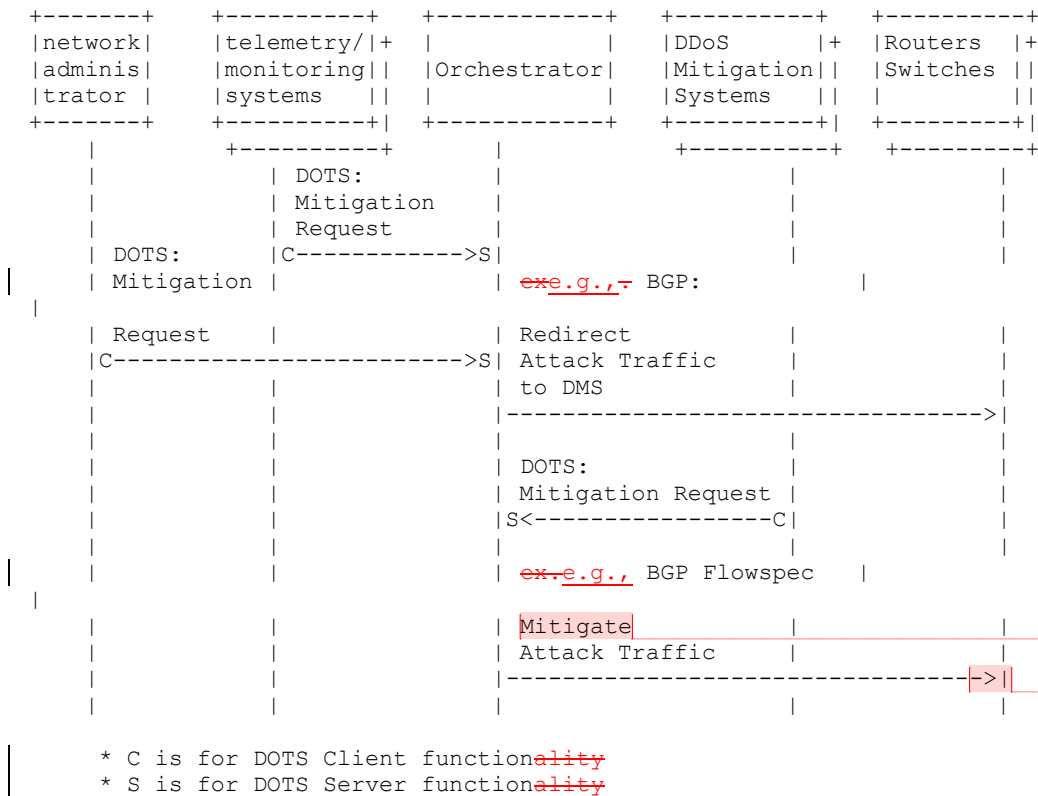 +-------+    +----------+   +------------+   +----------+   +----------+
|network|    |telemetry/|+  |            |   |DDoS      |+  |Routers   |+
|adminis|    |monitoring||  |Orchestrator|   |Mitigation||  |Switches  ||
|trator |    |systems   ||  |            |   |Systems   ||  |          ||
+-------+    +----------+|  +------------+   +----------+|  +---------+|
    |         +----------+       |            +----------+   +---------+
    |            | DOTS:         |                   |             |
    |            | Mitigation    |                   |             |
    |            | Request       |                   |             |
    | DOTS:      |C------------>S|                   |             |
    | Mitigation |               | exe.g.,. BGP:          |
|
    | Request    |               | Redirect          |             |
    |C------------------------->S| Attack Traffic    |             |
    |            |               | to DMS            |             |
    |            |               |-------------------------------->|
    |            |               |                   |             |
    |            |               | DOTS:             |             |
    |            |               | Mitigation Request |            |
    |            |               |S<-----------------C|            |
    |            |               |                   |             |
    |            |               | ex.e.g., BGP Flowspec   |
|
    |            |               | Mitigate          |             |
    |            |               | Attack Traffic    |             |
    |            |               |-------------------------------->|
    |            |               |                   |             |
* C is for DOTS Client functionality
* S is for DOTS Server functionality